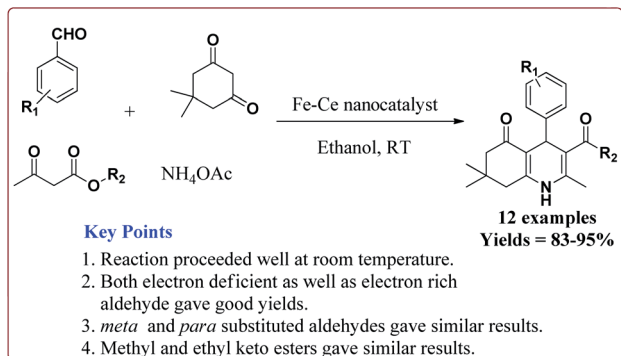 CHO
R1
+
O
O
O
O
O
R2
NH4OAc
Fe-Ce nanocatalyst
Ethanol, RT
R1
O
O
R2
N
H
12 examples
Yields = 83-95%
Key Points
1. Reaction proceeded well at room temperature.
2. Both electron deficient as well as electron rich
aldehyde gave good yields.
3. meta and para substituted aldehydes gave similar results.
4. Methyl and ethyl keto esters gave similar results.